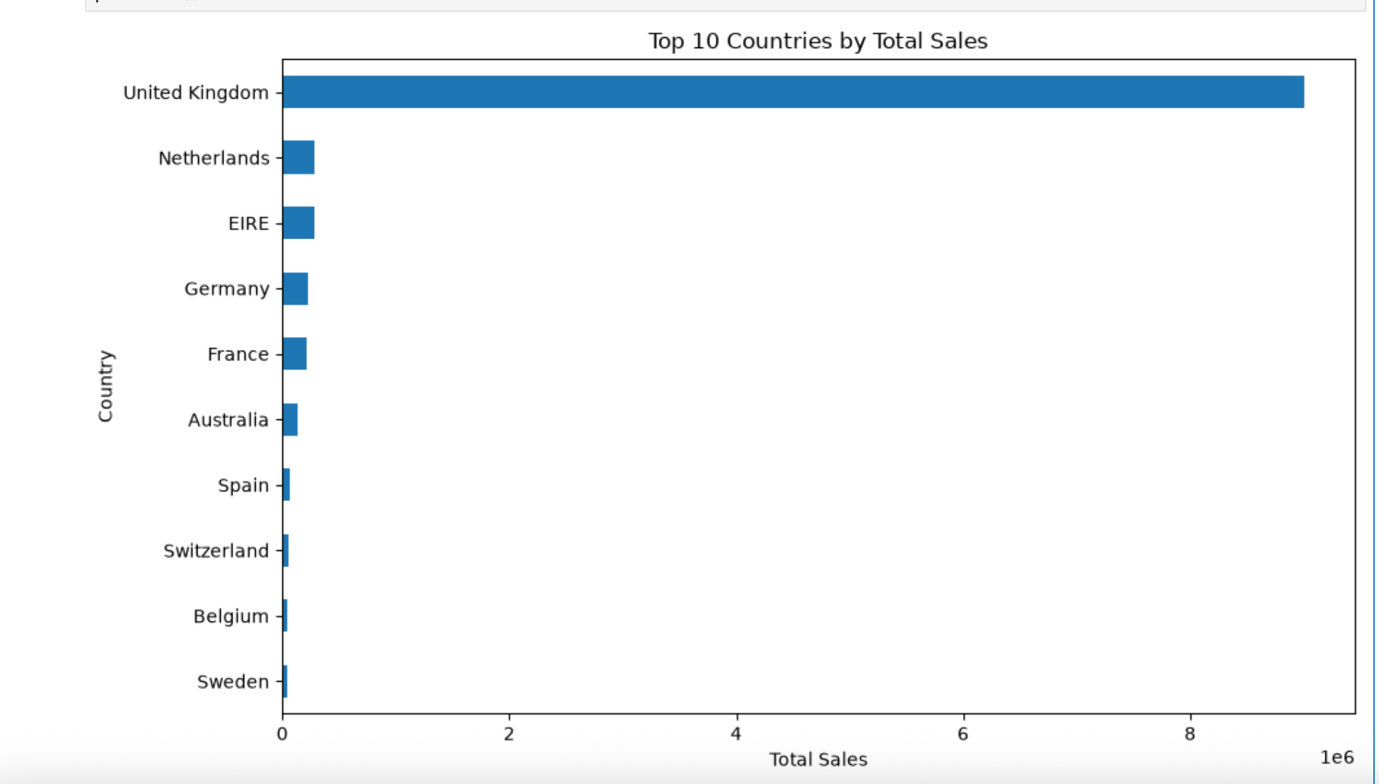 Top 10 Countries by Total Sales
United Kingdom
Netherlands
EIRE
Germany
France
Australia
Spain
Switzerland
Belgium
Sweden
Country
0 2 4 6 8
1e6
Total Sales